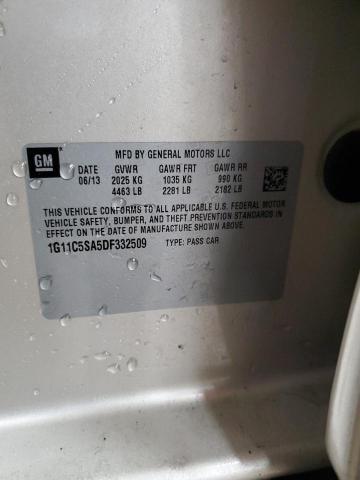 GM
MFD BY GENERAL MOTORS LLC
DATE GVWR GAWR FRT GAWR RR
06/13 2025 KG 1035 KG 990 KG
4463 LB 2281 LB 2182 LB
THIS VEHICLE CONFORMS TO ALL APPLICABLE U.S. FEDERAL MOTOR
VEHICLE SAFETY, BUMPER, AND THEFT PREVENTION STANDARDS
IN EFFECT ON THE DATE OF MANUFACTURE SHOWN ABOVE.
1G11C5SA5DF332509 TYPE: PASS CAR